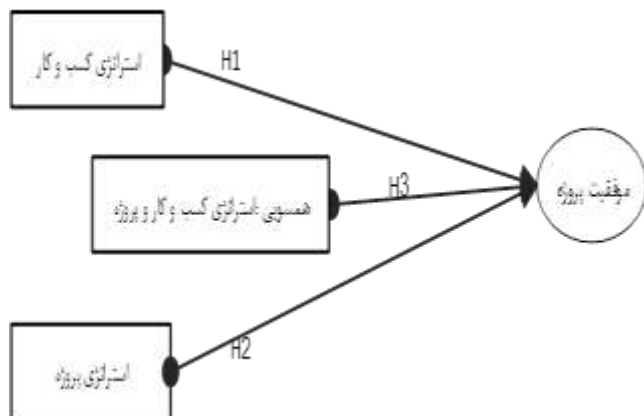 استراتژی کسب و کار
H1
همسویی استراتژی کسب و کار و پروژه
H3
موفقیت پروژه
H2
استراتژی پروژه